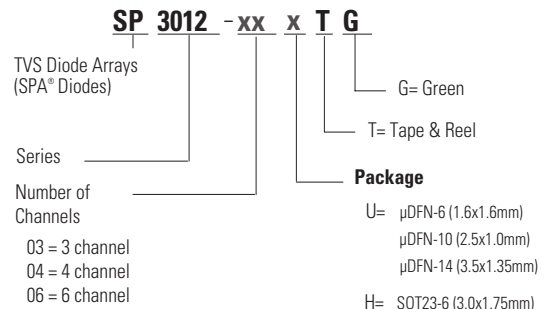 SP 3012 - xx x T G
TVS Diode Arrays
(SPA® Diodes)
G= Green
T= Tape & Reel
Series
Package
Number of
Channels
U= µDFN-6 (1.6x1.6mm)
µDFN-10 (2.5x1.0mm)
µDFN-14 (3.5x1.35mm)
03 = 3 channel
04 = 4 channel
06 = 6 channel
H= SOT23-6 (3.0x1.75mm)